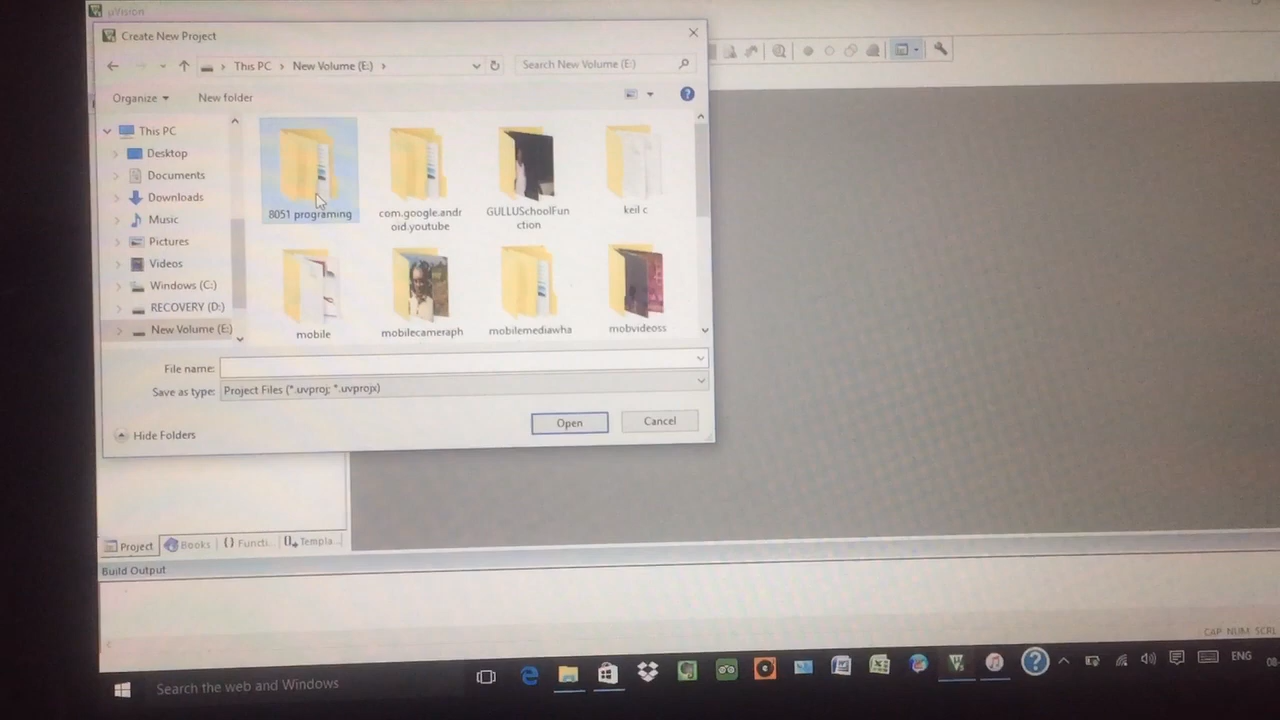 µVision
Create New Project
This PC > New Volume (E:) >
Search New Volume (E:)
Organize
New folder
This PC
Desktop
Documents
Downloads
Music
Pictures
Videos
Windows (C:)
RECOVERY (D:)
New Volume (E:)
8051 programing
com.google.andr
oid.youtube
GULLUSchoolFun
ction
keil c
mobile
mobilecameraph
mobilemediawha
mobvideoss
File name:
Save as type: Project Files (*.uvproj; *.uvprojx)
Hide Folders
Open
Cancel
Project
Books
{} Functi...
Templa...
Build Output
CAP NUM SCRL
Search the web and Windows
ENG